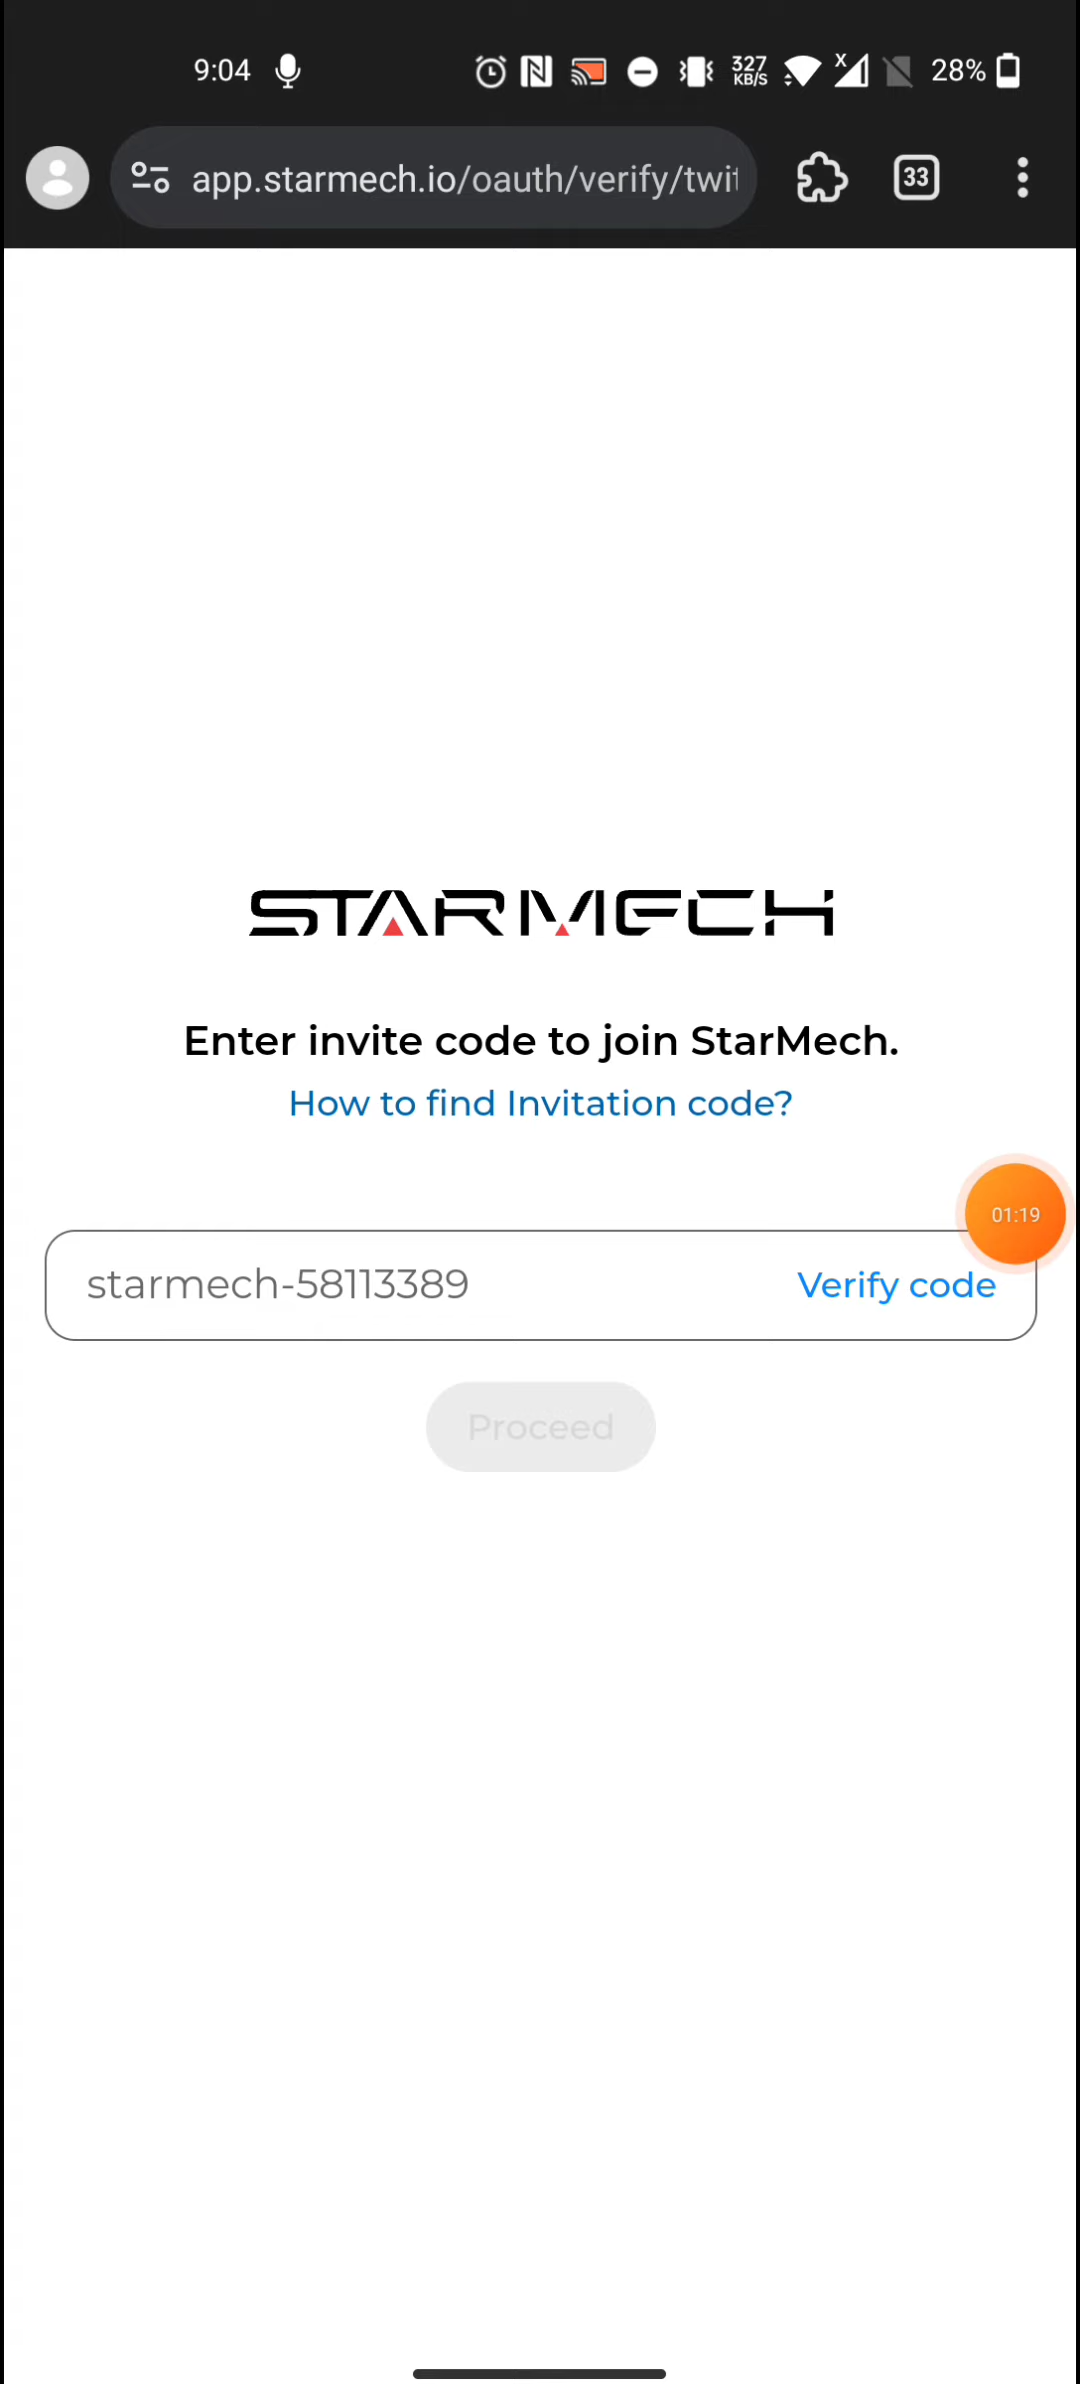 9:04 327 KB/S X 28%
app.starmech.io/oauth/verify/twit 33
STARMECH
Enter invite code to join StarMech.
How to find Invitation code?
01:19
starmech-58113389 Verify code
Proceed